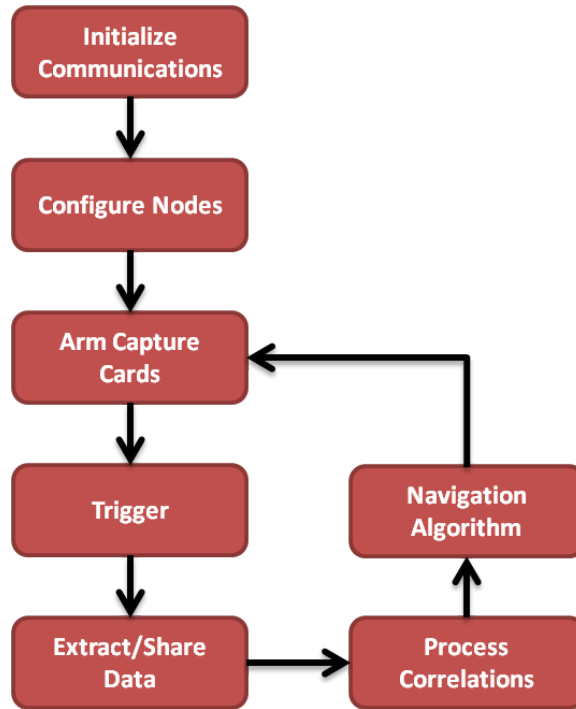 Initialize
Communications
Configure Nodes
Arm Capture
Cards
Trigger
Navigation
Algorithm
Extract/Share
Data
Process
Correlations